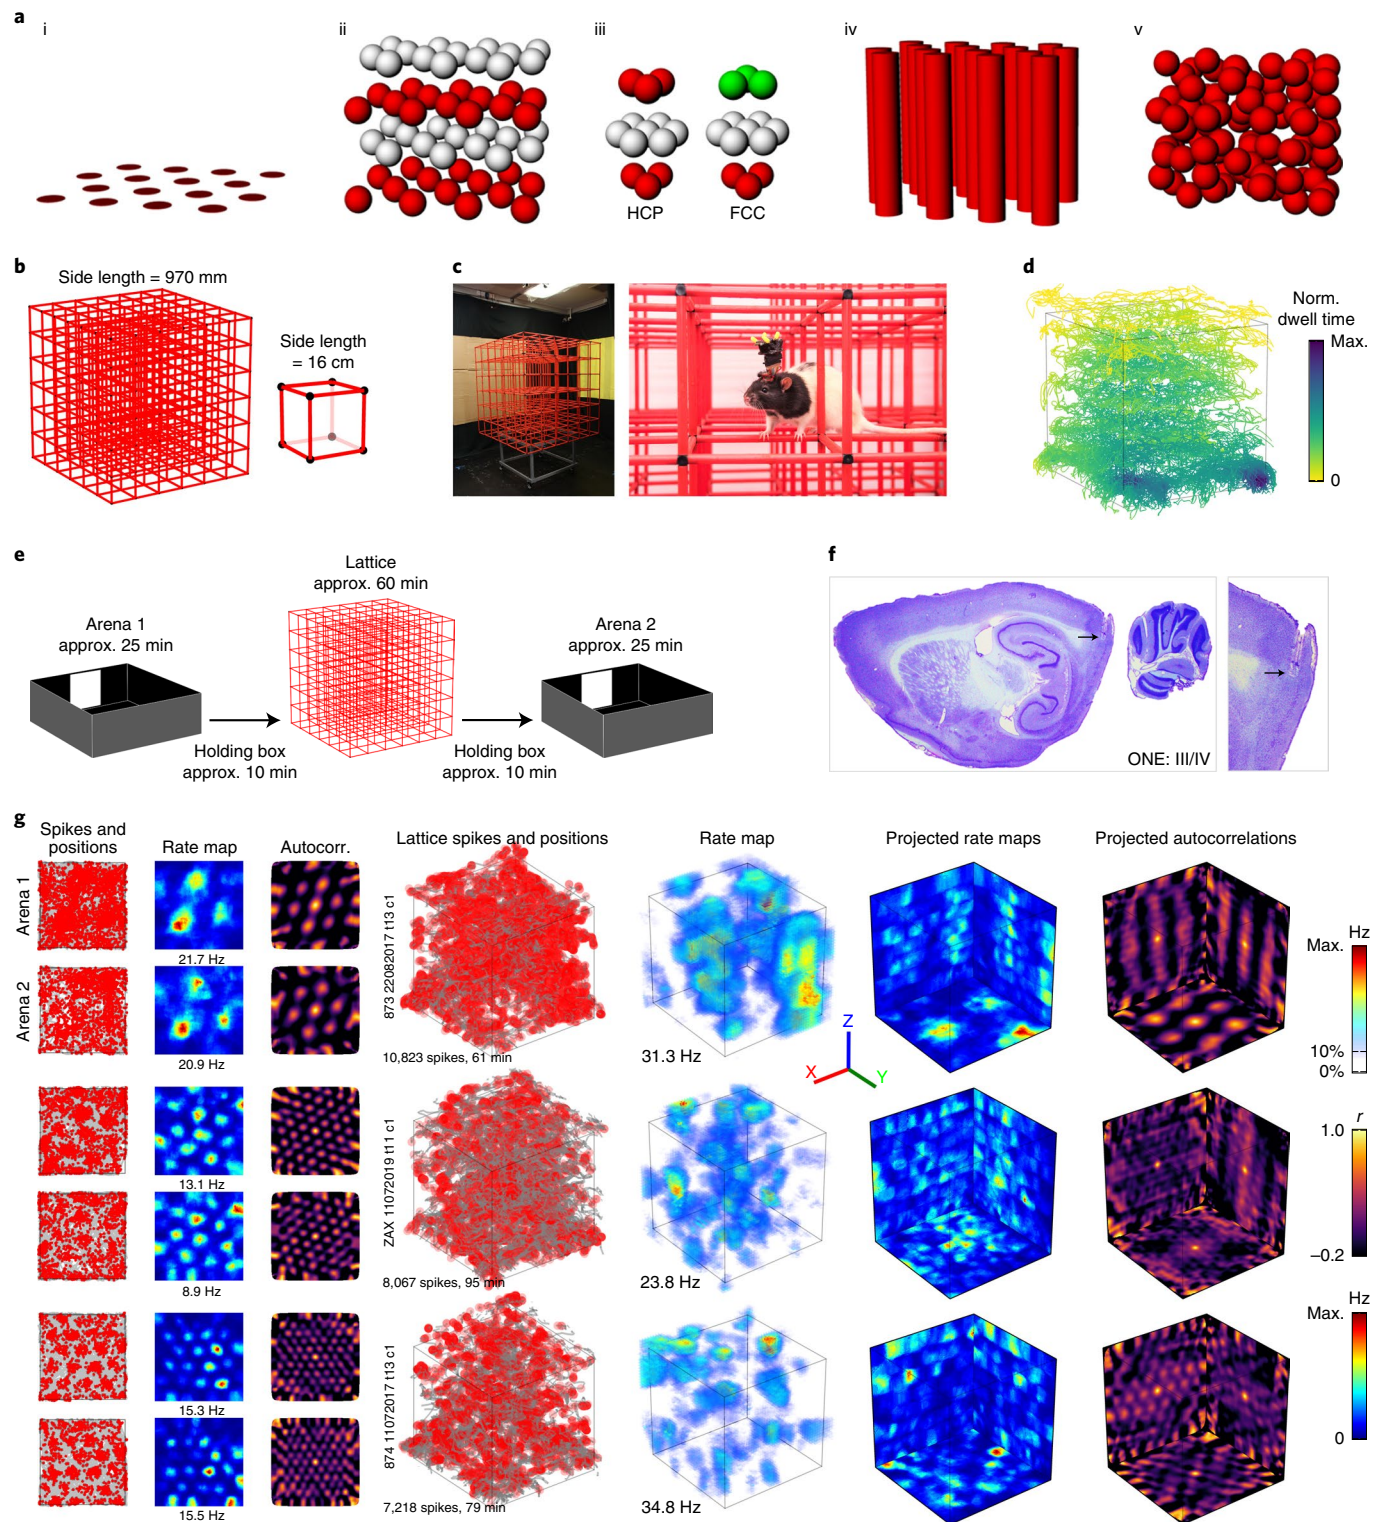 a
i
ii
iii
iv
v
HCP
FCC
b
Side length = 970 mm
Side length
= 16 cm
c
d
Norm.
dwell time
Max.
0
e
Arena 1
approx. 25 min
Lattice
approx. 60 min
Arena 2
approx. 25 min
Holding box
approx. 10 min
Holding box
approx. 10 min
f
ONE: III/IV
g
Spikes and
positions
Rate map
Autocorr.
Lattice spikes and positions
Rate map
Projected rate maps
Projected autocorrelations
Arena 1
21.7 Hz
Arena 2
20.9 Hz
873 22082017 t13 c1
10,823 spikes, 61 min
31.3 Hz
Z
X
Y
Hz
Max.
10%
0%
13.1 Hz
8.9 Hz
ZAX 11072019 t11 c1
8,067 spikes, 95 min
23.8 Hz
r
1.0
–0.2
15.3 Hz
15.5 Hz
874 11072017 t13 c1
7,218 spikes, 79 min
34.8 Hz
Hz
Max.
0